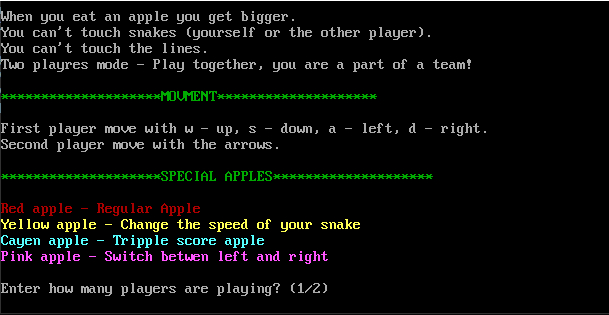 When you eat an apple you get bigger.
You can't touch snakes (yourself or the other player).
You can't touch the lines.
Two playres mode - Play together, you are a part of a team!
********************MOVMENT********************
First player move with w - up, s - down, a - left, d - right.
Second player move with the arrows.
********************SPECIAL APPLES********************
Red apple - Regular Apple
Yellow apple - Change the speed of your snake
Cayen apple - Tripple score apple
Pink apple - Switch betwen left and right
Enter how many players are playing? (1/2)